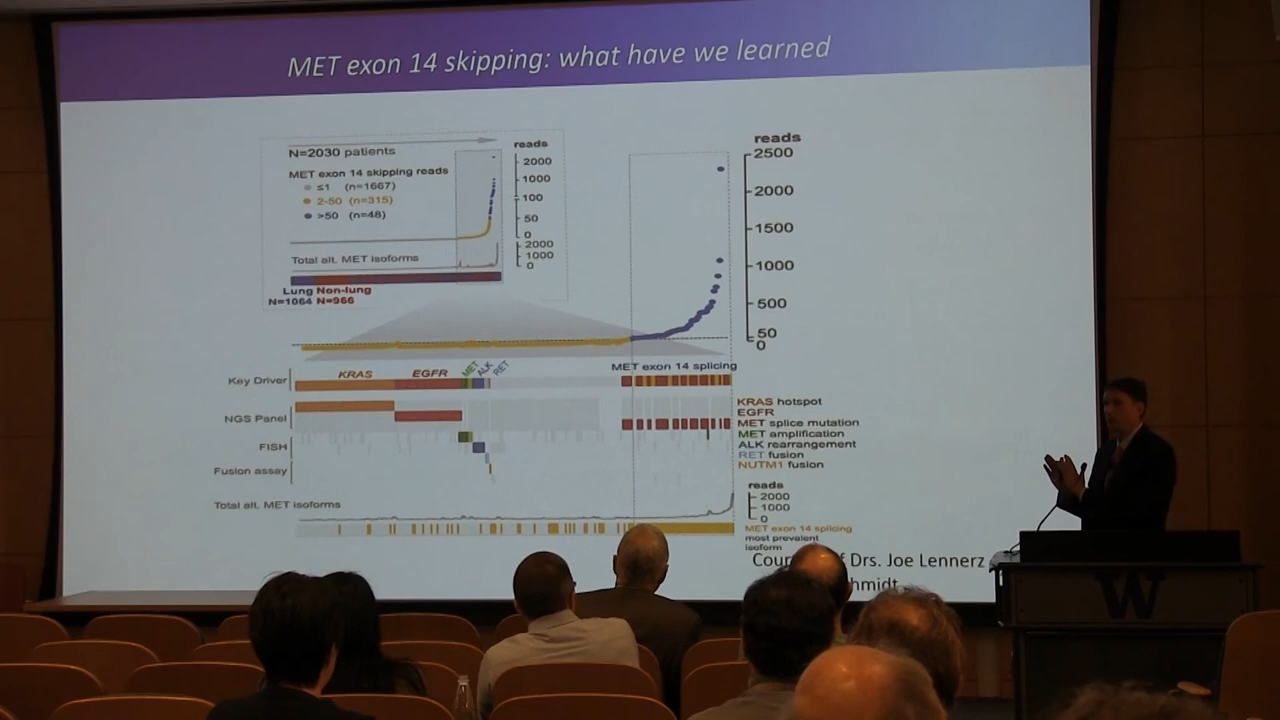 MET exon 14 skipping: what have we learned
N=2030 patients
MET exon 14 skipping reads
≤1 (n=1667)
2-50 (n=315)
>50 (n=48)
reads
2000
1000
100
50
0
2000
1000
0
Total alt. MET isoforms
Lung Non-lung
N=1064 N=966
reads
2500
2000
1500
1000
500
50
0
MET exon 14 splicing
Key Driver
KRAS
EGFR
MET
ALK
RET
NGS Panel
FISH
Fusion assay
KRAS hotspot
EGFR
MET splice mutation
MET amplification
ALK rearrangement
RET fusion
NUTM1 fusion
Total alt. MET isoforms
reads
2000
1000
0
MET exon 14 splicing
most prevalent
isoform
Drs. Joe Lennerz
W